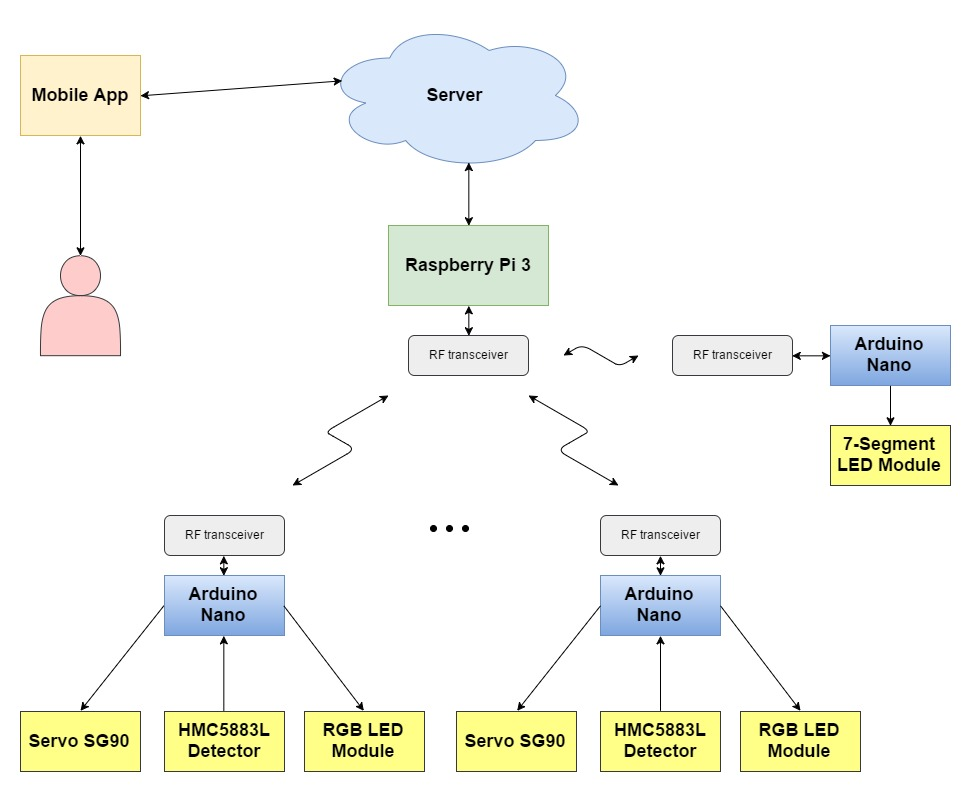 Mobile App
Server
Raspberry Pi 3
RF transceiver
RF transceiver
Arduino
Nano
7-Segment
LED Module
RF transceiver
RF transceiver
Arduino
Nano
Arduino
Nano
Servo SG90
HMC5883L
Detector
RGB LED
Module
Servo SG90
HMC5883L
Detector
RGB LED
Module